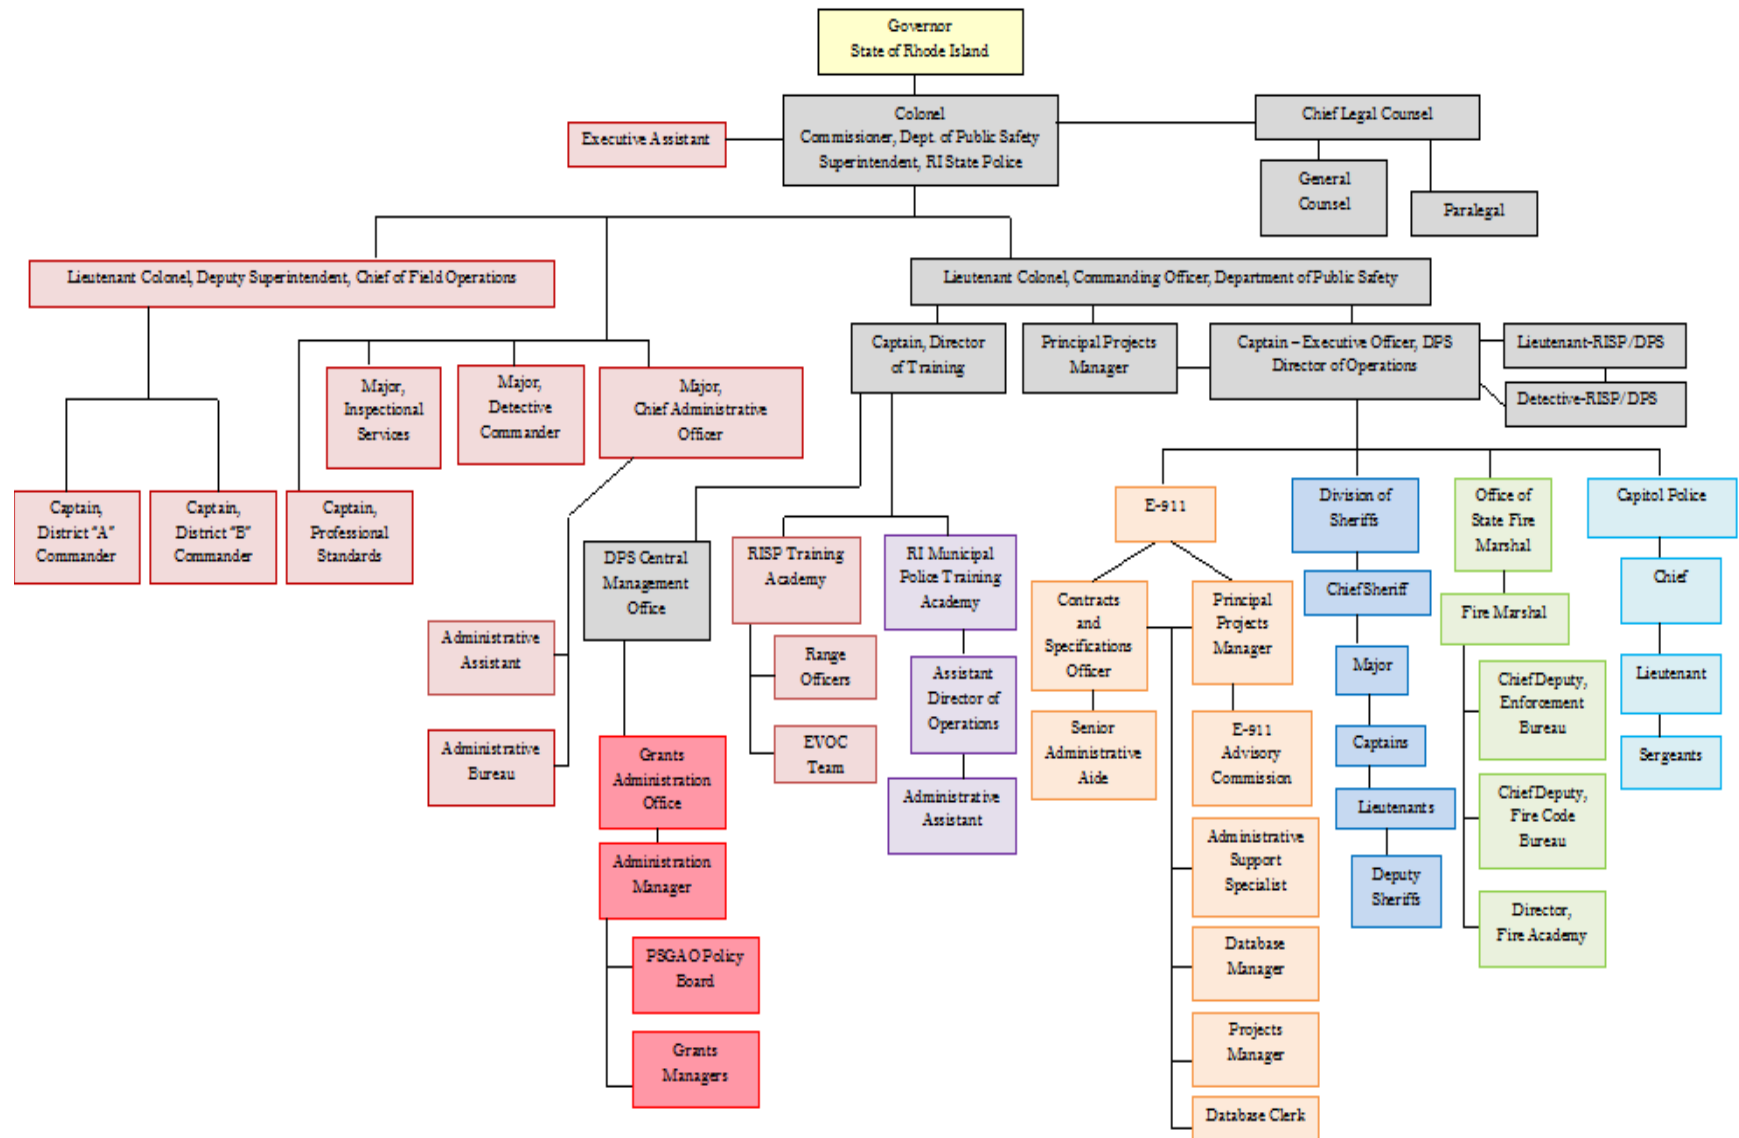 Governor
State of Rhode Island
Colonel
Commissioner, Dept. of Public Safety
Superintendent, RI State Police
Executive Assistant
Chief Legal Counsel
General
Counsel
Paralegal
Lieutenant Colonel, Deputy Superintendent, Chief of Field Operations
Lieutenant Colonel, Commanding Officer, Department of Public Safety
Captain, Director
of Training
Principal Projects
Manager
Captain – Executive Officer, DPS
Director of Operations
Lieutenant-RISP/DPS
Detective-RISP/DPS
Major,
Inspectional
Services
Major,
Detective
Commander
Major,
Chief Administrative
Officer
Captain,
District "A"
Commander
Captain,
District "B"
Commander
Captain,
Professional
Standards
Administrative
Assistant
Administrative
Bureau
DPS Central
Management
Office
Grants
Administration
Office
Administration
Manager
PSGAO Policy
Board
Grants
Managers
RISP Training
Academy
Range
Officers
EVOC
Team
RI Municipal
Police Training
Academy
Assistant
Director of
Operations
Administrative
Assistant
E-911
Contracts
and
Specifications
Officer
Senior
Administrative
Aide
Principal
Projects
Manager
E-911
Advisory
Commission
Administrative
Support
Specialist
Database
Manager
Projects
Manager
Database Clerk
Division of
Sheriffs
Chief Sheriff
Major
Captains
Lieutenants
Deputy
Sheriffs
Office of
State Fire
Marshal
Fire Marshal
Chief Deputy,
Enforcement
Bureau
Chief Deputy,
Fire Code
Bureau
Director,
Fire Academy
Capitol Police
Chief
Lieutenant
Sergeants